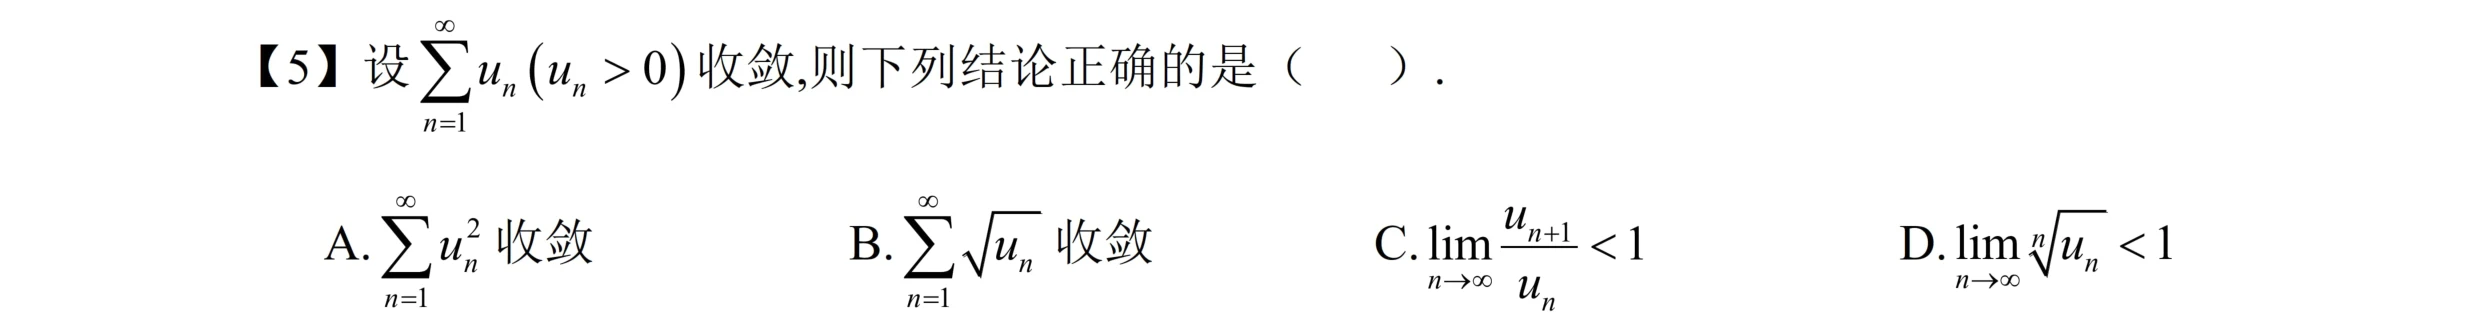 【5】设 $\sum_{n=1}^{\infty} u_n (u_n > 0)$ 收敛,则下列结论正确的是（　　）.
A. $\sum_{n=1}^{\infty} u_n^2$ 收敛　B. $\sum_{n=1}^{\infty} \sqrt{u_n}$ 收敛　C. $\lim_{n \to \infty} \frac{u_{n+1}}{u_n} < 1$　D. $\lim_{n \to \infty} \sqrt[n]{u_n} < 1$